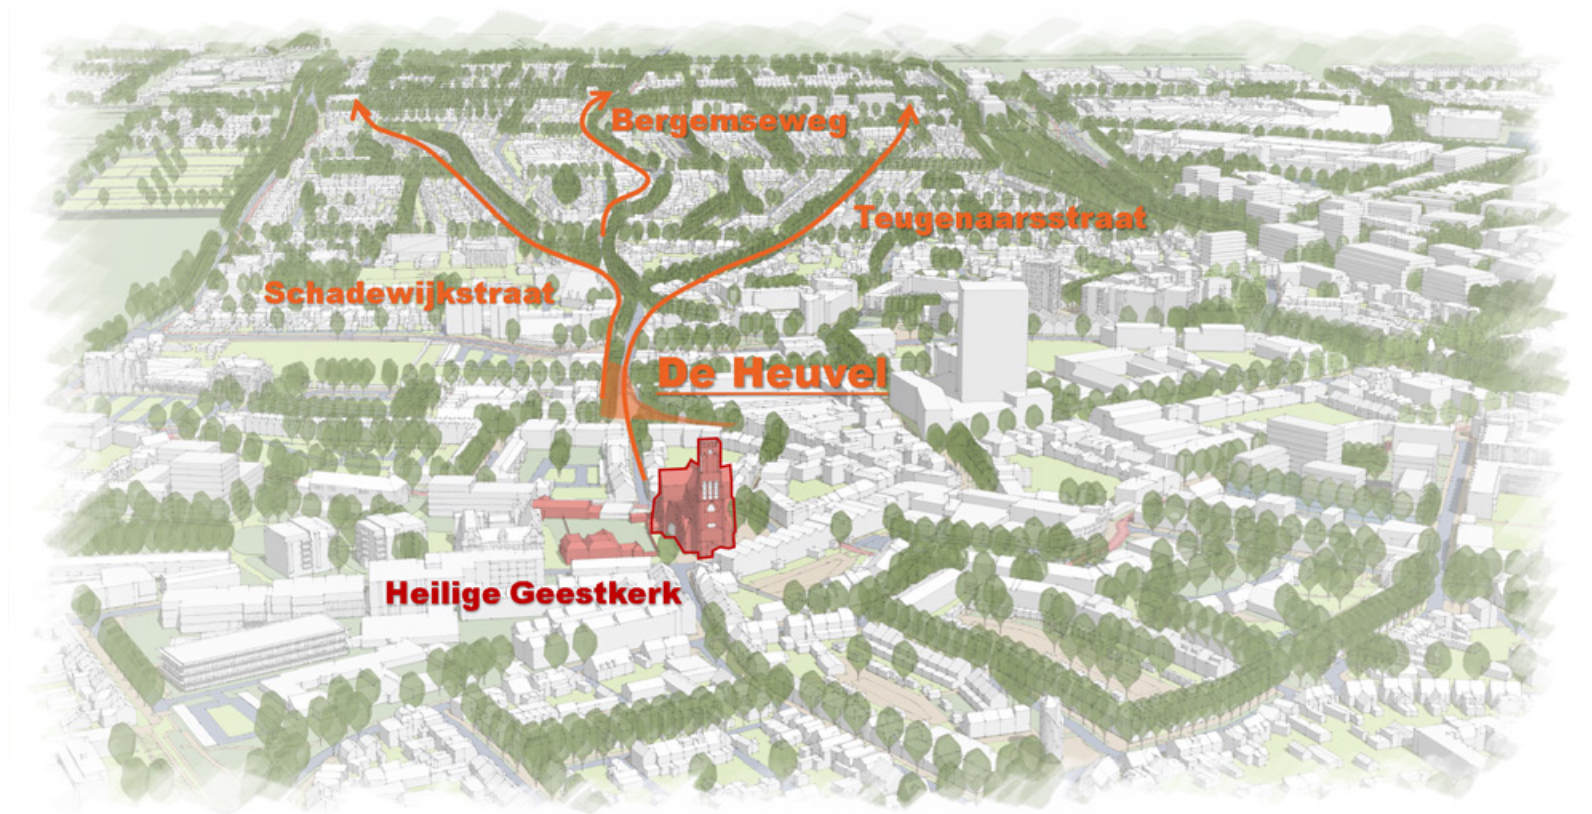 Bergemseweg
Teugenaarsstraat
Schadewijkstraat
De Heuvel
Heilige Geestkerk